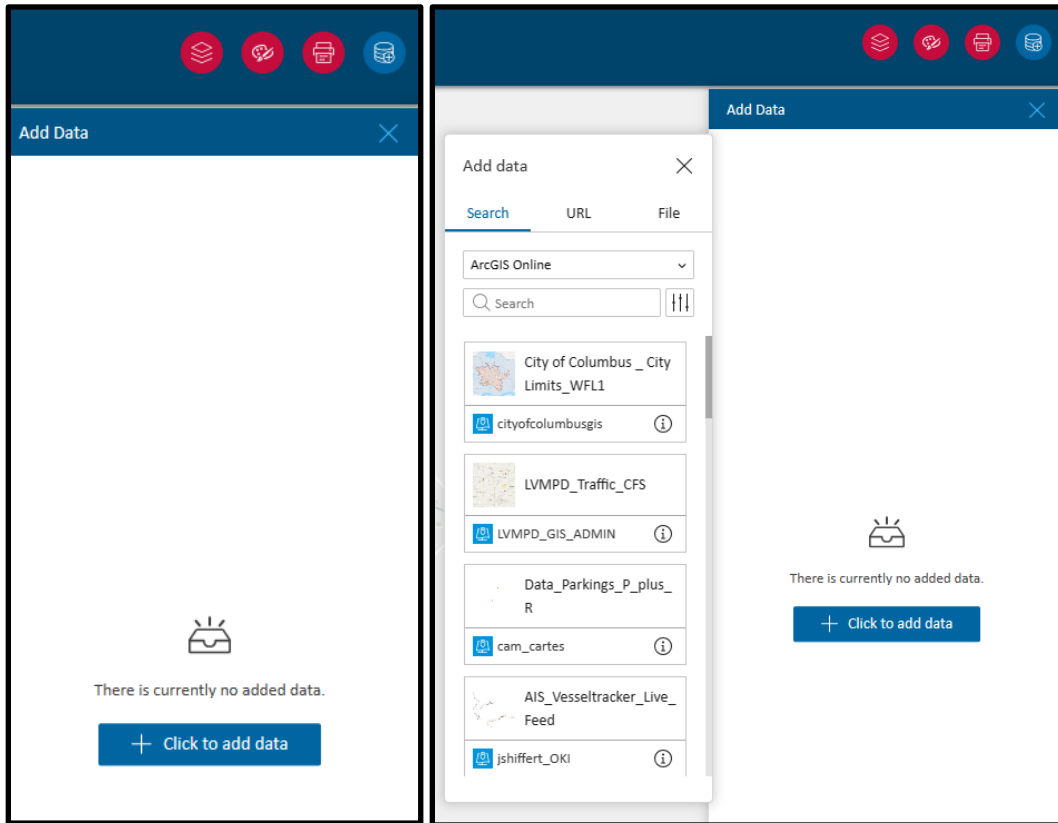 Add Data
There is currently no added data.
Click to add data
Add Data
Add data
Search URL File
ArcGIS Online
Search
City of Columbus _ City
Limits_WFL1
cityofcolumbusgis
LVMPD_Traffic_CFS
LVMPD_GIS_ADMIN
Data_Parkings_P_plus_
R
cam_cartes
AIS_Vesseltracker_Live_
Feed
jshiffert_OKI
There is currently no added data.
Click to add data